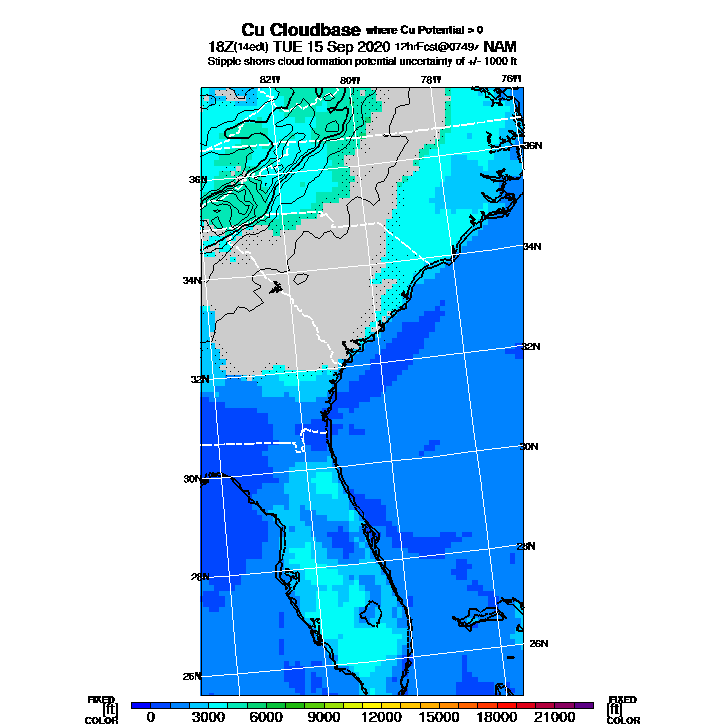 Cu Cloudbase where Cu Potential > 0
18Z(14edt) TUE 15 Sep 2020 12hrFcst@0749z NAM
Stipple shows cloud formation potential uncertainty of +/- 1000 ft
82W 80W 78W 76W
36N
36N
34N
34N
32N
32N
30N
30N
28N
28N
26N
26N
FIXED FIXED
[ft] [ft]
COLOR COLOR
0 3000 6000 9000 12000 15000 18000 21000